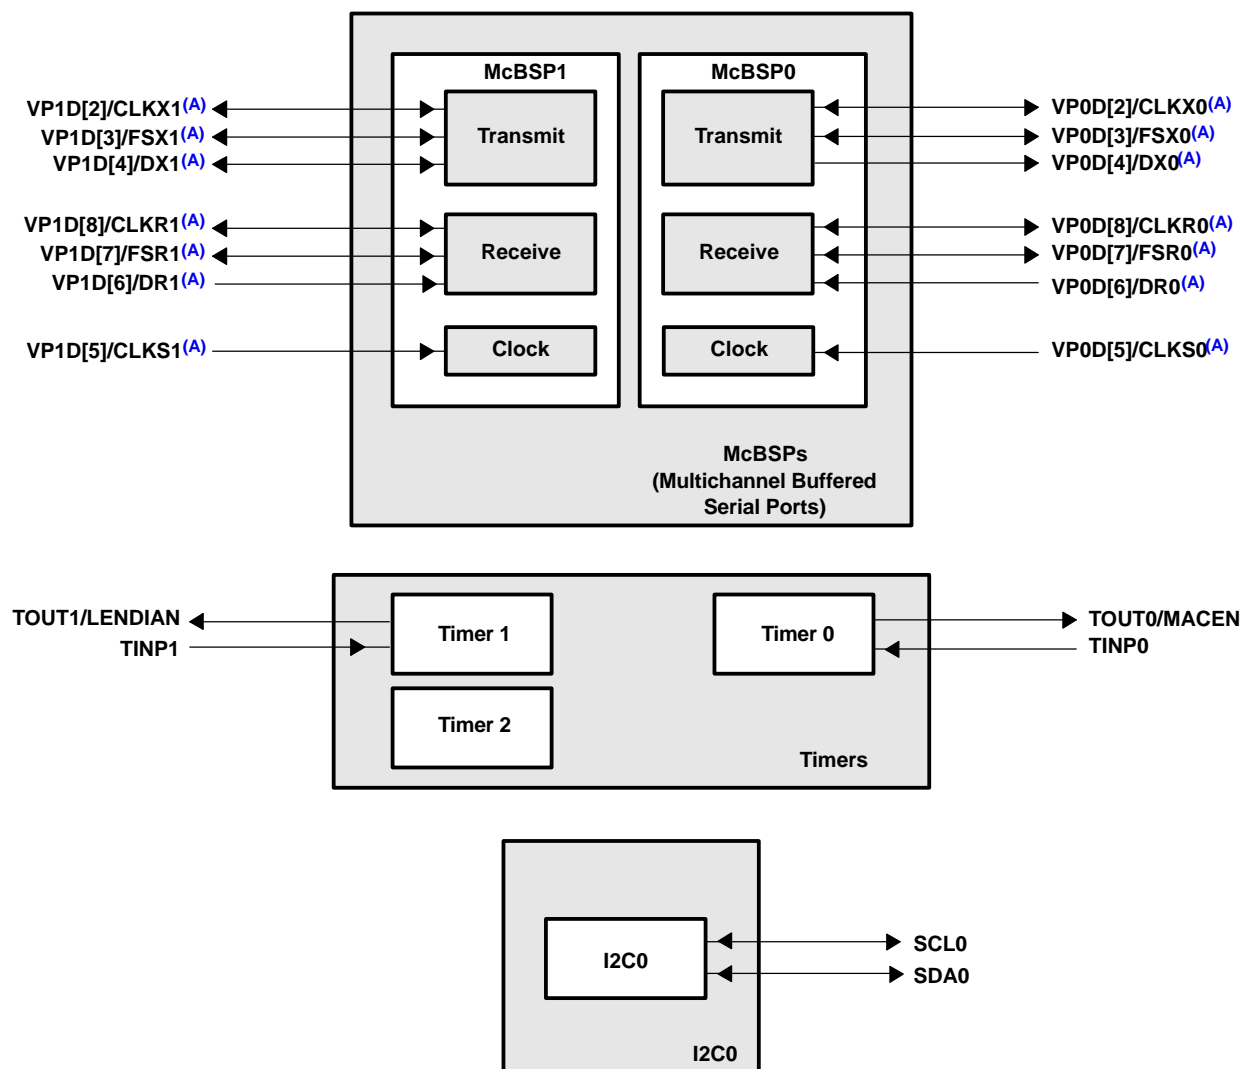 McBSP1
McBSP0
VP1D[2]/CLKX1(A)
VP1D[3]/FSX1(A)
VP1D[4]/DX1(A)
Transmit
Transmit
VP0D[2]/CLKX0(A)
VP0D[3]/FSX0(A)
VP0D[4]/DX0(A)
VP1D[8]/CLKR1(A)
VP1D[7]/FSR1(A)
VP1D[6]/DR1(A)
Receive
Receive
VP0D[8]/CLKR0(A)
VP0D[7]/FSR0(A)
VP0D[6]/DR0(A)
VP1D[5]/CLKS1(A)
Clock
Clock
VP0D[5]/CLKS0(A)
McBSPs
(Multichannel Buffered
Serial Ports)
TOUT1/LENDIAN
TINP1
Timer 1
Timer 0
TOUT0/MACEN
TINP0
Timer 2
Timers
I2C0
SCL0
SDA0
I2C0